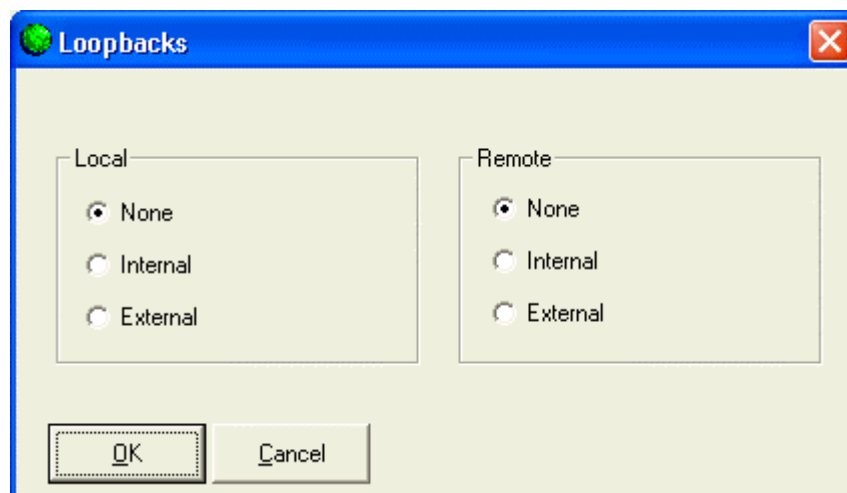 Loopbacks
Local
None
Internal
External
Remote
None
Internal
External
OK
Cancel